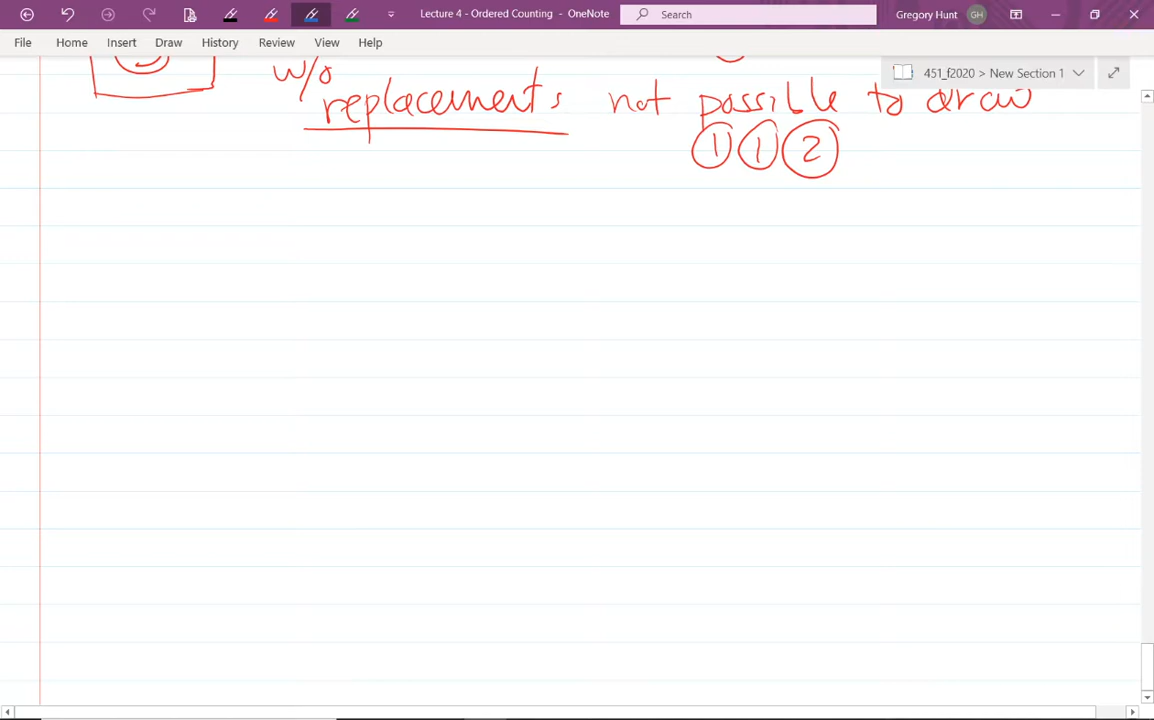 Lecture 4 - Ordered Counting - OneNote
Search
Gregory Hunt
GH
File Home Insert Draw History Review View Help
451_f2020 > New Section 1
w/o
replacements not possible to draw
1 1 2